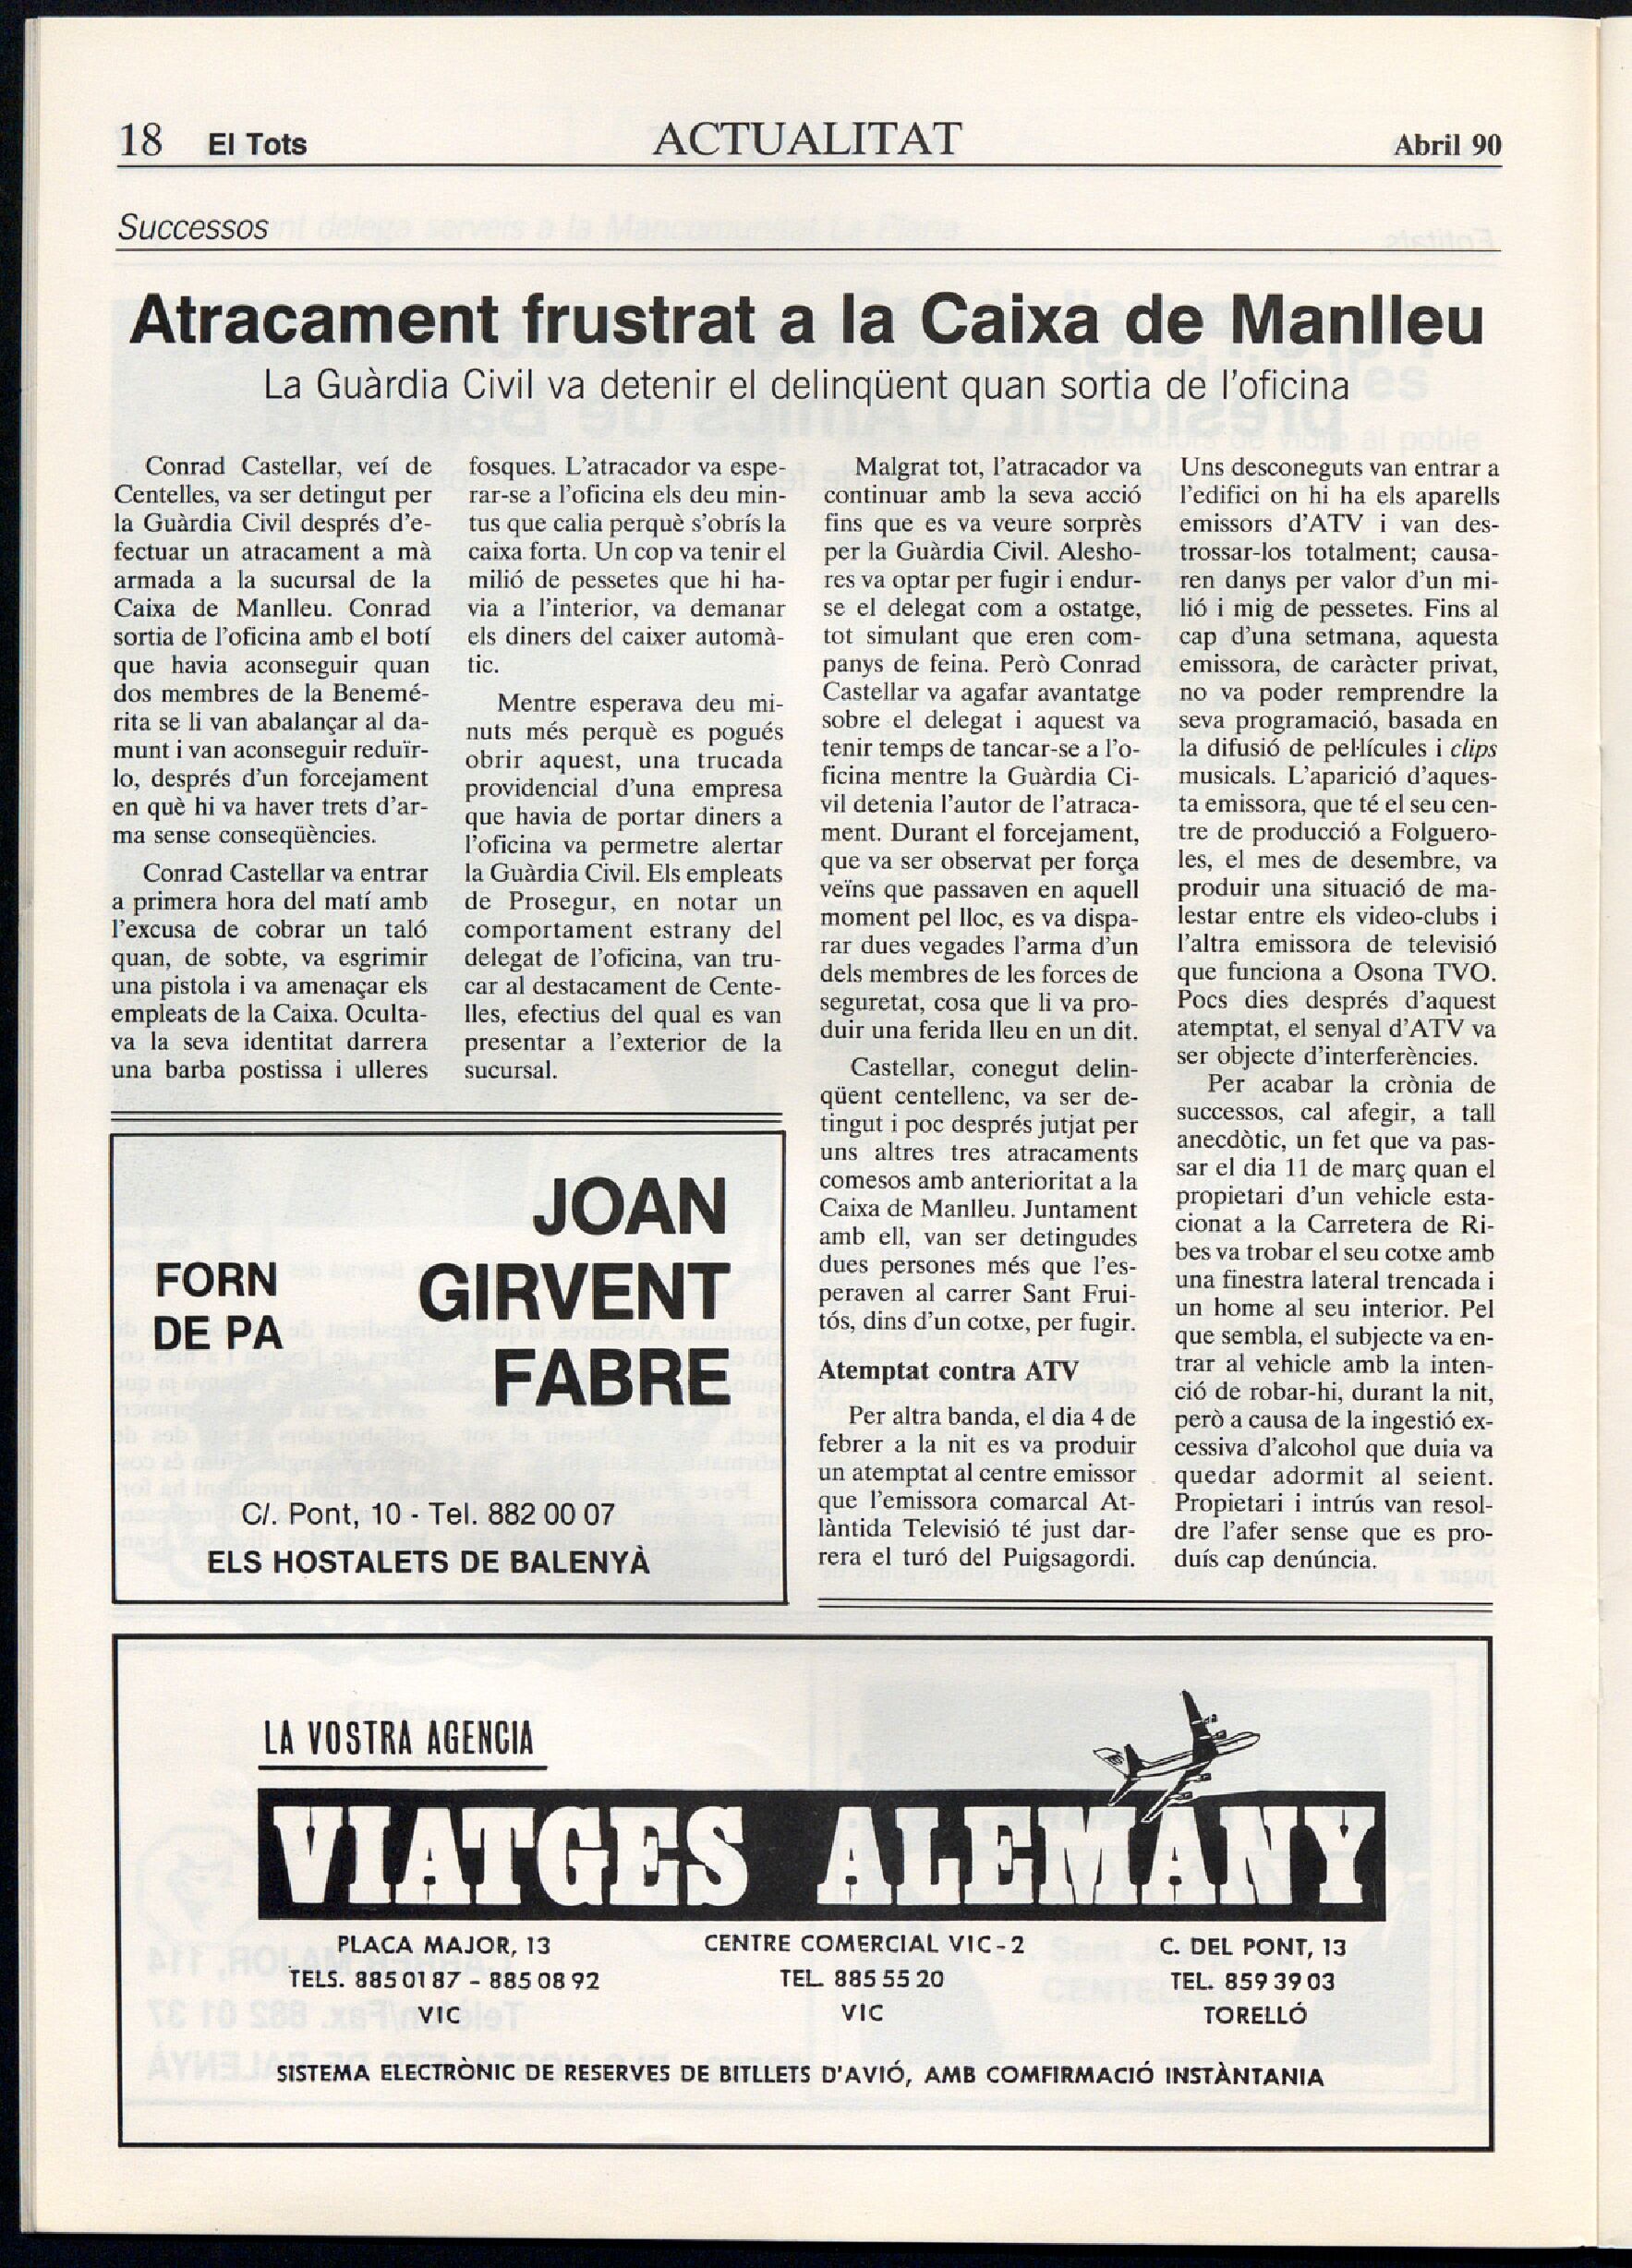 18 El Tots ACTUALITAT Abril 90
Successos
Atracament frustrat a la Caixa de Manlleu
La Guàrdia Civil va detenir el delinqüent quan sortia de l'oficina
Conrad Castellar, veí de
Centelles, va ser detingut per
la Guàrdia Civil després d'e-
fectuar un atracament a mà
armada a la sucursal de la
Caixa de Manlleu. Conrad
sortia de l'oficina amb el botí
que havia aconseguir quan
dos membres de la Benemé-
rita se li van abalançar al da-
munt i van aconseguir reduïr-
lo, després d'un forcejament
en què hi va haver trets d'ar-
ma sense conseqüències.
Conrad Castellar va entrar
a primera hora del matí amb
l'excusa de cobrar un taló
quan, de sobte, va esgrimir
una pistola i va amenaçar els
empleats de la Caixa. Oculta-
va la seva identitat darrera
una barba postissa i ulleres
fosques. L'atracador va espe-
rar-se a l'oficina els deu min-
tus que calia perquè s'obrís la
caixa forta. Un cop va tenir el
milió de pessetes que hi ha-
via a l'interior, va demanar
els diners del caixer automà-
tic.
Mentre esperava deu mi-
nuts més perquè es pogués
obrir aquest, una trucada
providencial d'una empresa
que havia de portar diners a
l'oficina va permetre alertar
la Guàrdia Civil. Els empleats
de Prosegur, en notar un
comportament estrany del
delegat de l'oficina, van tru-
car al destacament de Cente-
lles, efectius del qual es van
presentar a l'exterior de la
sucursal.
Malgrat tot, l'atracador va
continuar amb la seva acció
fins que es va veure sorprès
per la Guàrdia Civil. Alesho-
res va optar per fugir i endur-
se el delegat com a ostatge,
tot simulant que eren com-
panys de feina. Però Conrad
Castellar va agafar avantatge
sobre el delegat i aquest va
tenir temps de tancar-se a l'o-
ficina mentre la Guàrdia Ci-
vil detenia l'autor de l'atraca-
ment. Durant el forcejament,
que va ser observat per força
veïns que passaven en aquell
moment pel lloc, es va dispa-
rar dues vegades l'arma d'un
dels membres de les forces de
seguretat, cosa que li va pro-
duir una ferida lleu en un dit.
Castellar, conegut delin-
qüent centellenc, va ser de-
tingut i poc després jutjat per
uns altres tres atracaments
comesos amb anterioritat a la
Caixa de Manlleu. Juntament
amb ell, van ser detingudes
dues persones més que l'es-
peraven al carrer Sant Frui-
tós, dins d'un cotxe, per fugir.
Atemptat contra ATV
Per altra banda, el dia 4 de
febrer a la nit es va produir
un atemptat al centre emissor
que l'emissora comarcal At-
làntida Televisió té just dar-
rera el turó del Puigsagordi.
Uns desconeguts van entrar a
l'edifici on hi ha els aparells
emissors d'ATV i van des-
trossar-los totalment; causa-
ren danys per valor d'un mi-
lió i mig de pessetes. Fins al
cap d'una setmana, aquesta
emissora, de caràcter privat,
no va poder remprendre la
seva programació, basada en
la difusió de pel·lícules i clips
musicals. L'aparició d'aques-
ta emissora, que té el seu cen-
tre de producció a Folguero-
les, el mes de desembre, va
produir una situació de ma-
lestar entre els video-clubs i
l'altra emissora de televisió
que funciona a Osona TVO.
Pocs dies després d'aquest
atemptat, el senyal d'ATV va
ser objecte d'interferències.
Per acabar la crònia de
successos, cal afegir, a tall
anecdòtic, un fet que va pas-
sar el dia 11 de març quan el
propietari d'un vehicle esta-
cionat a la Carretera de Ri-
bes va trobar el seu cotxe amb
una finestra lateral trencada i
un home al seu interior. Pel
que sembla, el subjecte va en-
trar al vehicle amb la inten-
ció de robar-hi, durant la nit,
però a causa de la ingestió ex-
cessiva d'alcohol que duia va
quedar adormit al seient.
Propietari i intrús van resol-
dre l'afer sense que es pro-
duís cap denúncia.
FORN
DE PA
JOAN
GIRVENT
FABRE
C/. Pont, 10 - Tel. 882 00 07
ELS HOSTALETS DE BALENYÀ
LA VOSTRA AGENCIA
VIATGES ALEMANY
PLAÇA MAJOR, 13
TELS. 885 01 87 - 885 08 92
VIC
CENTRE COMERCIAL VIC-2
TEL. 885 55 20
VIC
C. DEL PONT, 13
TEL. 859 39 03
TORELLÓ
SISTEMA ELECTRÒNIC DE RESERVES DE BITLLETS D'AVIÓ, AMB COMFIRMACIÓ INSTÀNTANIA